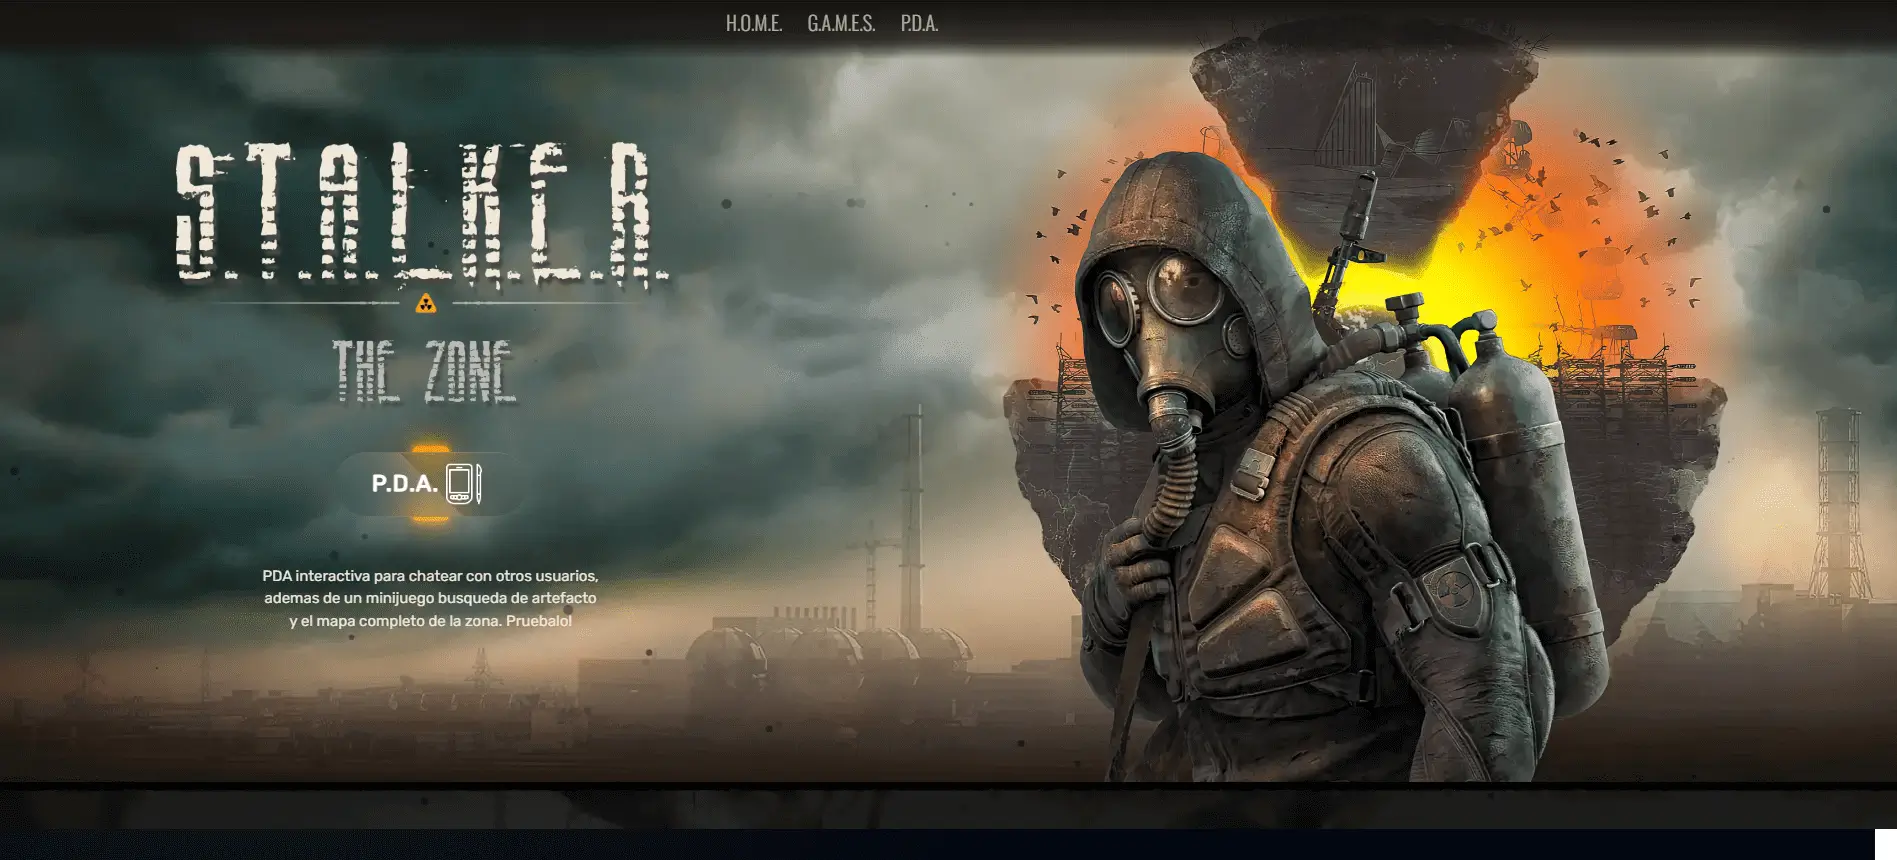 H.O.M.E. G.A.M.E.S. P.D.A.
S.T.A.L.K.E.R.
THE ZONE
P.D.A.
PDA interactiva para chatear con otros usuarios,
ademas de un minijuego busqueda de artefacto
y el mapa completo de la zona. Pruebalo!